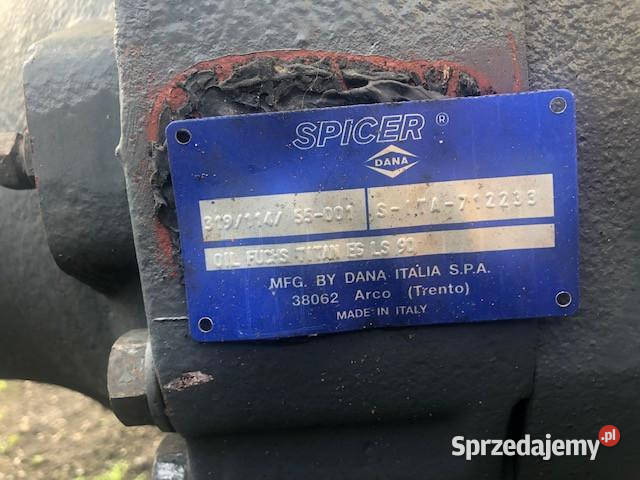 SPICER ®
DANA
319/114/ 55-001
OIL FUCHS TITAN ES LS 90
MFG. BY DANA ITALIA S.P.A.
38062 Arco (Trento)
MADE IN ITALY
Sprzedajemy.pl